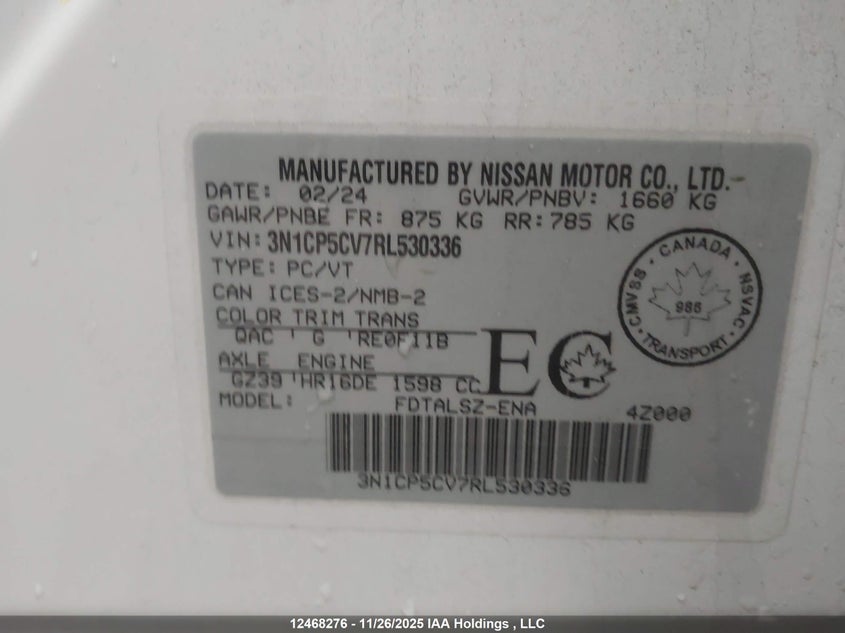 MANUFACTURED BY NISSAN MOTOR CO., LTD.
DATE: 02/24 GVWR/PNBV: 1660 KG
GAWR/PNBE FR: 875 KG RR: 785 KG
VIN: 3N1CP5CV7RL530336
TYPE: PC/VT
CAN ICES-2/NMB-2
COLOR TRIM TRANS
QAC ' G 'RE0F11B
AXLE ENGINE
GZ39 'HR16DE 1598 CC
EC
MODEL: FDTALSZ-ENA 4Z000
3N1CP5CV7RL530336
CMVSS · CANADA · NSVAC · TRANSPORT ·
986
12468276 - 11/26/2025 IAA Holdings , LLC